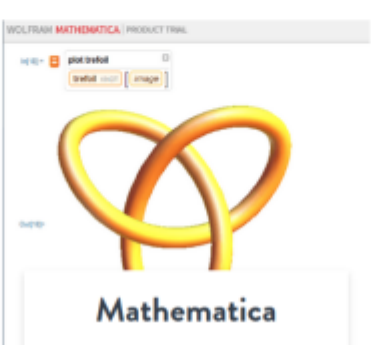 WOLFRAM MATHEMATICA | PRODUCT TRIAL
plot trefoil
trefoil image
Mathematica